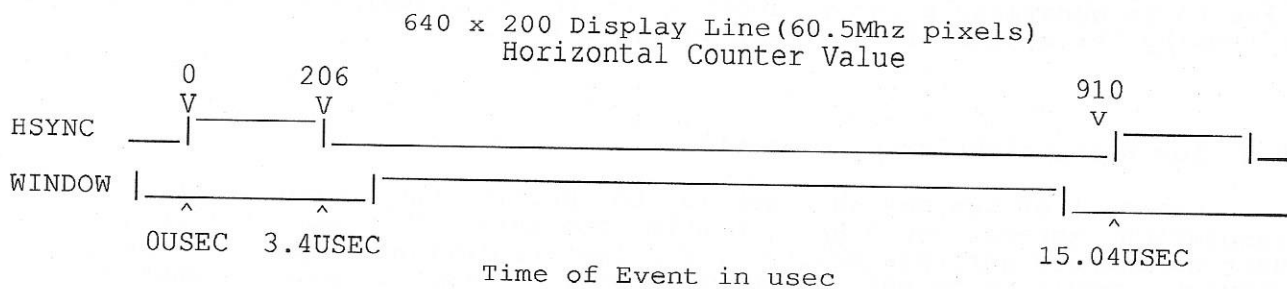 640 x 200 Display Line(60.5Mhz pixels)
Horizontal Counter Value
0 206 910
V V v
HSYNC
WINDOW
^ ^ ^
0USEC 3.4USEC 15.04USEC
Time of Event in usec